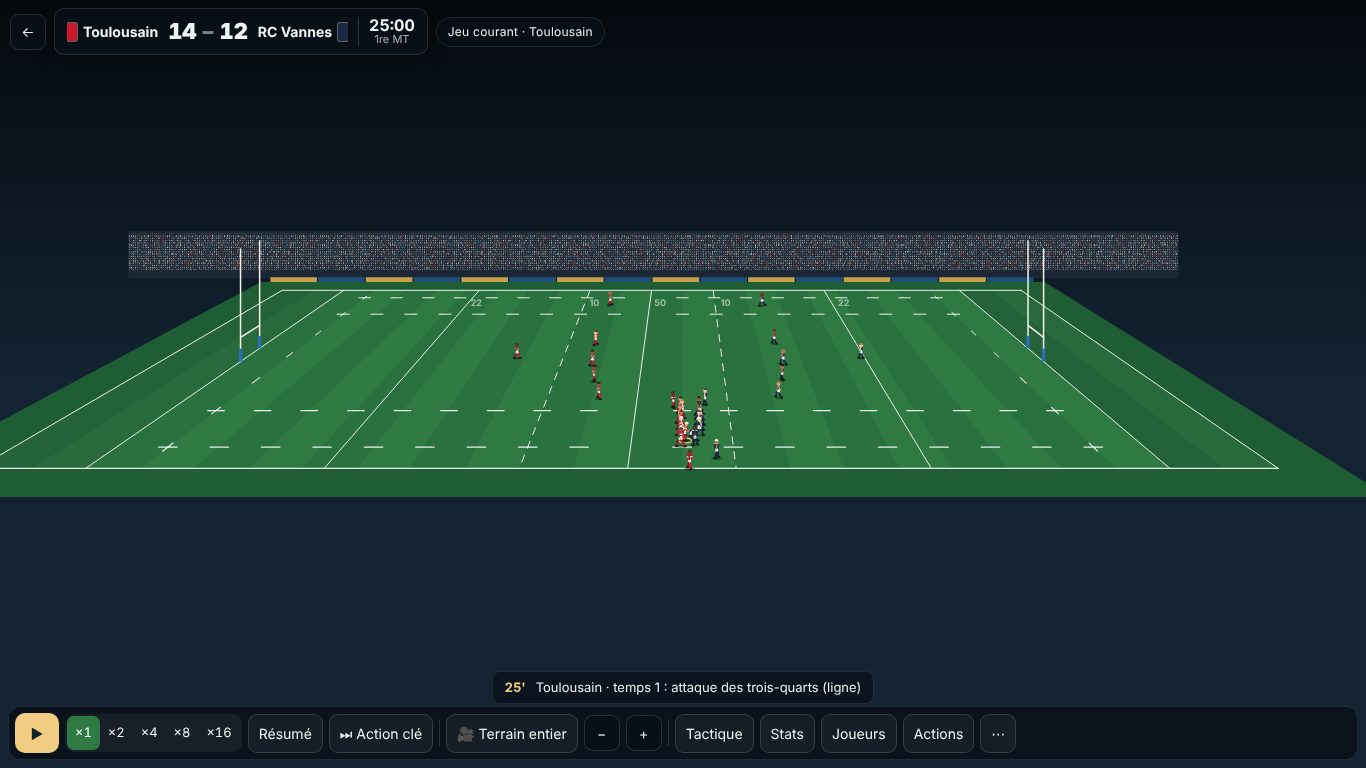 ←
Toulousain 14 – 12 RC Vannes
25:00
1re MT
Jeu courant · Toulousain
22 10 50 10 22
25' Toulousain · temps 1 : attaque des trois-quarts (ligne)
×1 ×2 ×4 ×8 ×16 Résumé ⏭ Action clé 🎥 Terrain entier − + Tactique Stats Joueurs Actions ⋯